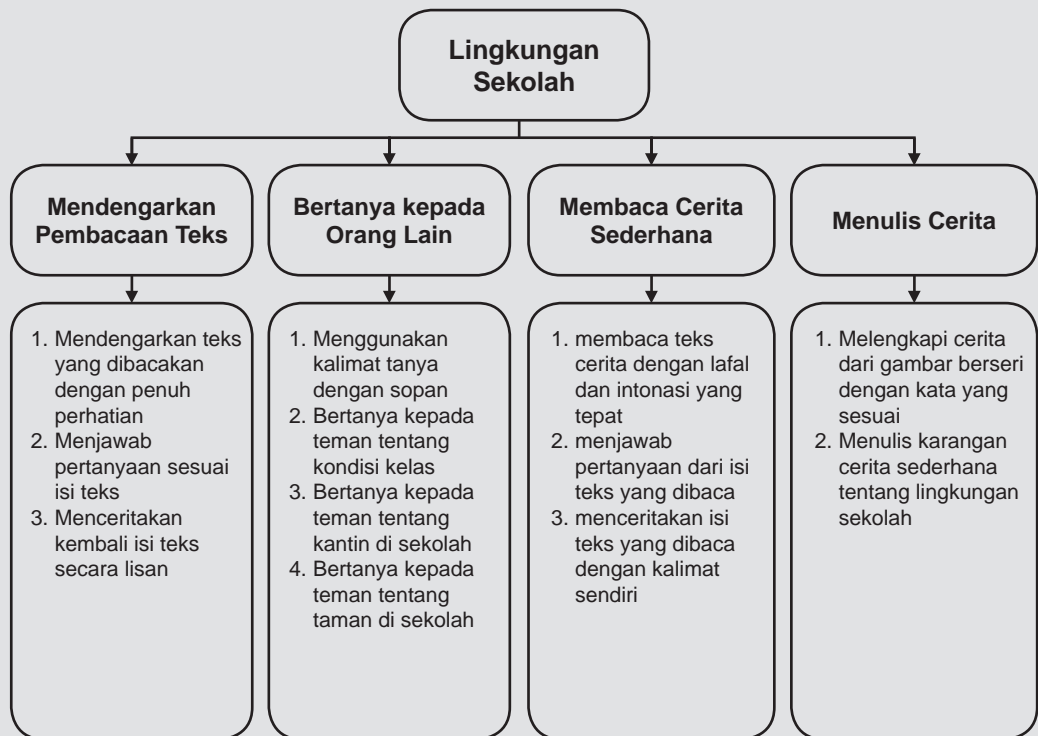 Lingkungan
Sekolah
Mendengarkan
Pembacaan Teks
Bertanya kepada
Orang Lain
Membaca Cerita
Sederhana
Menulis Cerita
1. Mendengarkan teks
yang dibacakan
dengan penuh
perhatian
2. Menjawab
pertanyaan sesuai
isi teks
3. Menceritakan
kembali isi teks
secara lisan
1. Menggunakan
kalimat tanya
dengan sopan
2. Bertanya kepada
teman tentang
kondisi kelas
3. Bertanya kepada
teman tentang
kantin di sekolah
4. Bertanya kepada
teman tentang
taman di sekolah
1. membaca teks
cerita dengan lafal
dan intonasi yang
tepat
2. menjawab
pertanyaan dari isi
teks yang dibaca
3. menceritakan isi
teks yang dibaca
dengan kalimat
sendiri
1. Melengkapi cerita
dari gambar berseri
dengan kata yang
sesuai
2. Menulis karangan
cerita sederhana
tentang lingkungan
sekolah